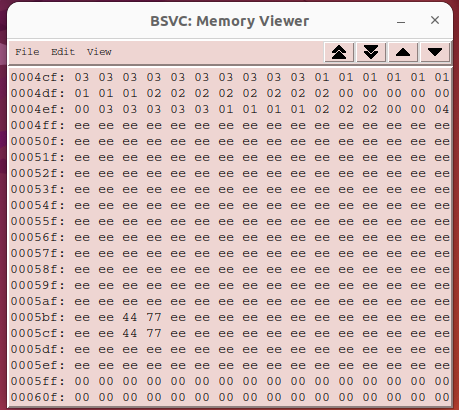 BSVC: Memory Viewer
File Edit View
0004cf: 03 03 03 03 03 03 03 03 03 03 01 01 01 01 01 01
0004df: 01 01 01 02 02 02 02 02 02 02 02 00 00 00 00 00
0004ef: 00 03 03 03 03 03 01 01 01 01 02 02 02 00 00 04
0004ff: ee ee ee ee ee ee ee ee ee ee ee ee ee ee ee ee
00050f: ee ee ee ee ee ee ee ee ee ee ee ee ee ee ee ee
00051f: ee ee ee ee ee ee ee ee ee ee ee ee ee ee ee ee
00052f: ee ee ee ee ee ee ee ee ee ee ee ee ee ee ee ee
00053f: ee ee ee ee ee ee ee ee ee ee ee ee ee ee ee ee
00054f: ee ee ee ee ee ee ee ee ee ee ee ee ee ee ee ee
00055f: ee ee ee ee ee ee ee ee ee ee ee ee ee ee ee ee
00056f: ee ee ee ee ee ee ee ee ee ee ee ee ee ee ee ee
00057f: ee ee ee ee ee ee ee ee ee ee ee ee ee ee ee ee
00058f: ee ee ee ee ee ee ee ee ee ee ee ee ee ee ee ee
00059f: ee ee ee ee ee ee ee ee ee ee ee ee ee ee ee ee
0005af: ee ee ee ee ee ee ee ee ee ee ee ee ee ee ee ee
0005bf: ee ee 44 77 ee ee ee ee ee ee ee ee ee ee ee ee
0005cf: ee ee 44 77 ee ee ee ee ee ee ee ee ee ee ee ee
0005df: ee ee ee ee ee ee ee ee ee ee ee ee ee ee ee ee
0005ef: ee ee ee ee ee ee ee ee ee ee ee ee ee ee ee ee
0005ff: 00 00 00 00 00 00 00 00 00 00 00 00 00 00 00 00
00060f: 00 00 00 00 00 00 00 00 00 00 00 00 00 00 00 00